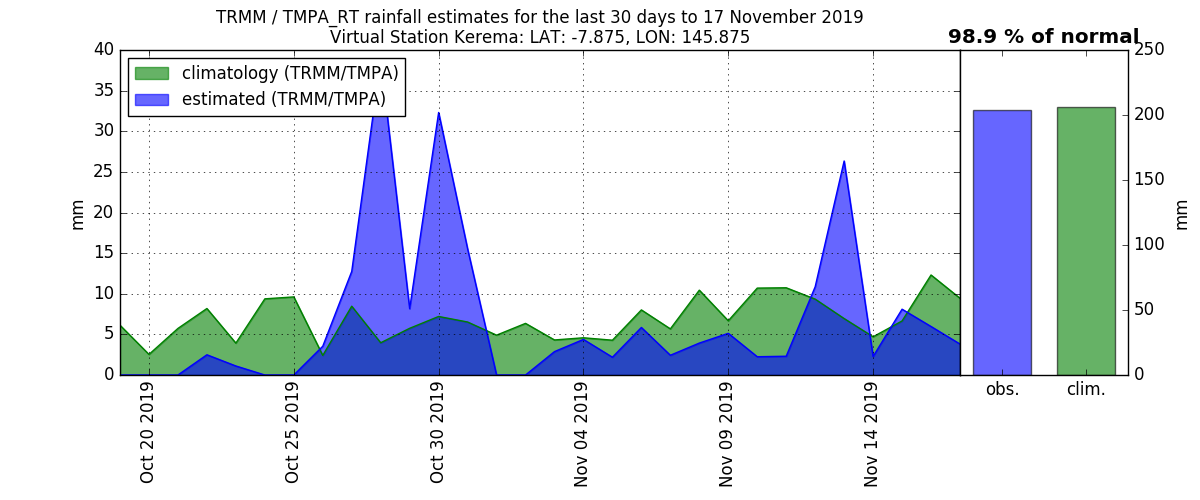 TRMM / TMPA_RT rainfall estimates for the last 30 days to 17 November 2019
Virtual Station Kerema: LAT: -7.875, LON: 145.875
98.9 % of normal
climatology (TRMM/TMPA)
estimated (TRMM/TMPA)
40
35
30
25
20
15
10
5
0
mm
Oct 20 2019
Oct 25 2019
Oct 30 2019
Nov 04 2019
Nov 09 2019
Nov 14 2019
obs.
clim.
250
200
150
100
50
0
mm